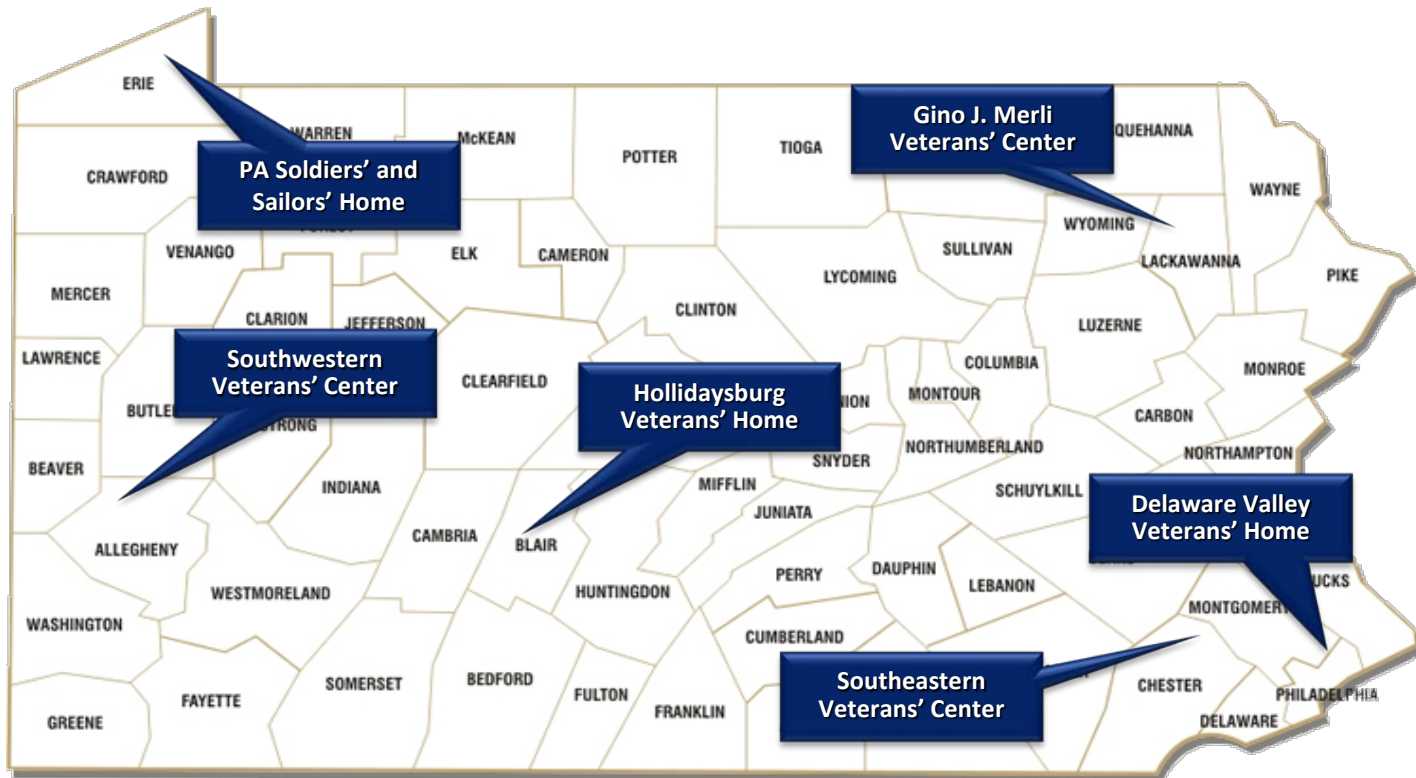 ERIE
WARREN
McKEAN
POTTER
TIOGA
Gino J. Merli
Veterans’ Center
QUEHANNA
WAYNE
CRAWFORD
PA Soldiers’ and
Sailors’ Home
VENANGO
ELK
CAMERON
LYCOMING
SULLIVAN
WYOMING
LACKAWANNA
PIKE
MERCER
CLARION
JEFFERSON
CLINTON
LUZERNE
LAWRENCE
Southwestern
Veterans’ Center
CLEARFIELD
Hollidaysburg
Veterans’ Home
COLUMBIA
MONTOUR
MONROE
CARBON
BUTLE
TRONG
NION
BEAVER
INDIANA
SNYDER
NORTHUMBERLAND
NORTHAMPTON
MIFFLIN
JUNIATA
SCHUYLKILL
Delaware Valley
Veterans’ Home
ALLEGHENY
CAMBRIA
BLAIR
PERRY
DAUPHIN
LEBANON
UCKS
WESTMORELAND
HUNTINGDON
MONTGOMERY
WASHINGTON
CUMBERLAND
SOMERSET
BEDFORD
FULTON
FRANKLIN
Southeastern
Veterans’ Center
CHESTER
PHILADELPHIA
FAYETTE
GREENE
DELAWARE